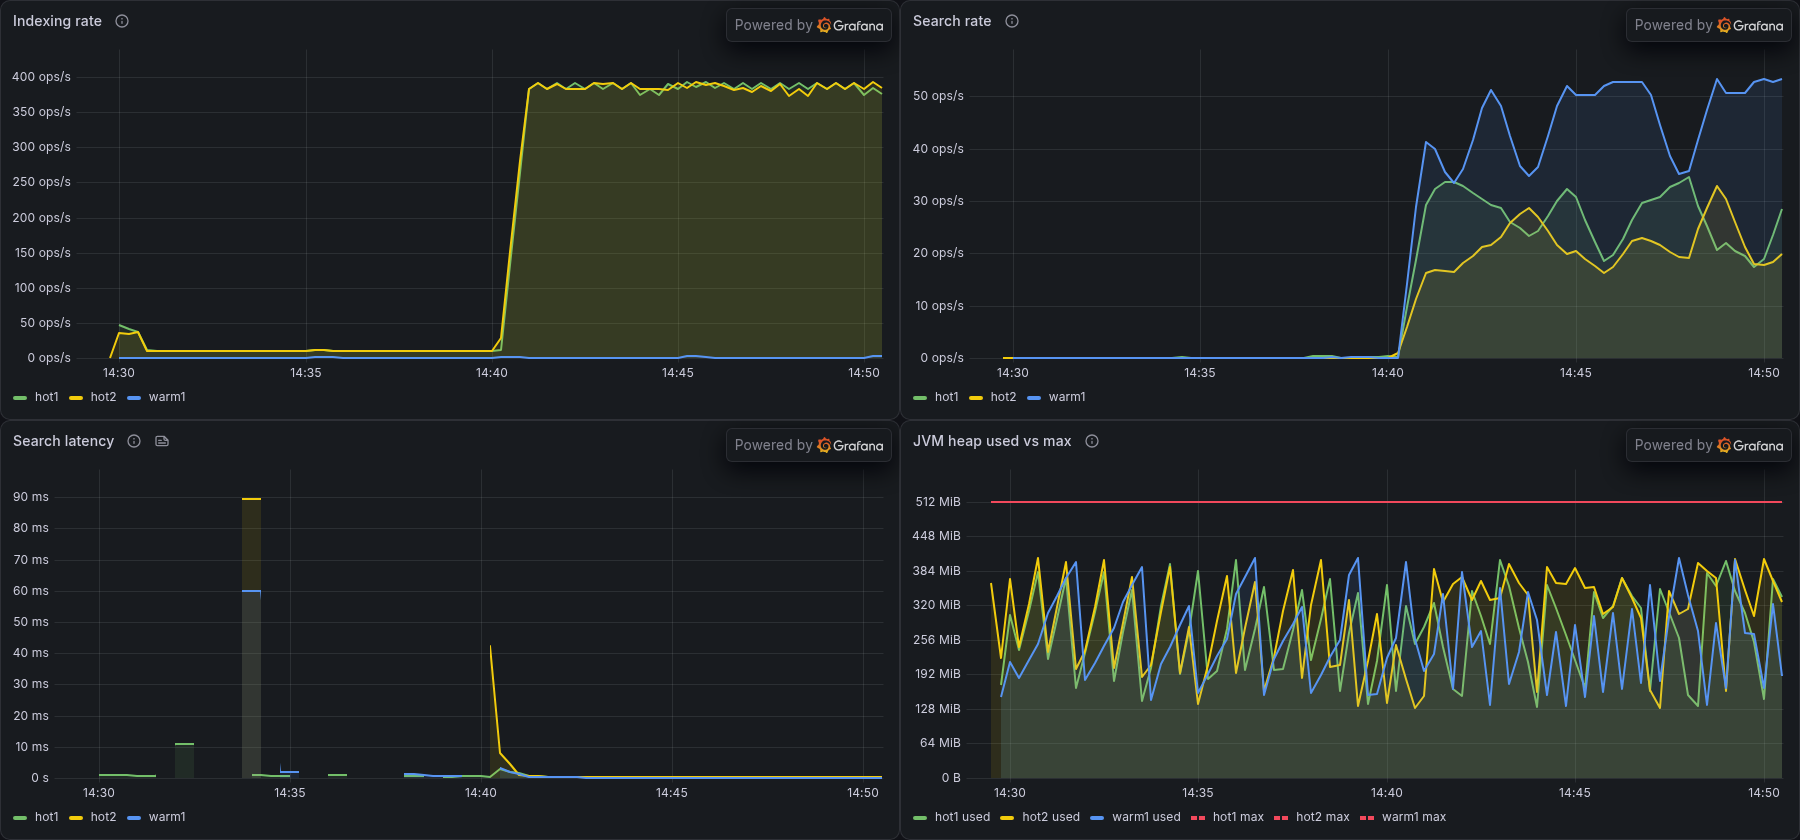 Indexing rate
Powered by Grafana
400 ops/s
350 ops/s
300 ops/s
250 ops/s
200 ops/s
150 ops/s
100 ops/s
50 ops/s
0 ops/s
14:30 14:35 14:40 14:45 14:50
hot1 hot2 warm1
Search rate
Powered by Grafana
50 ops/s
40 ops/s
30 ops/s
20 ops/s
10 ops/s
0 ops/s
14:30 14:35 14:40 14:45 14:50
hot1 hot2 warm1
Search latency
Powered by Grafana
90 ms
80 ms
70 ms
60 ms
50 ms
40 ms
30 ms
20 ms
10 ms
0 s
14:30 14:35 14:40 14:45 14:50
hot1 hot2 warm1
JVM heap used vs max
Powered by Grafana
512 MiB
448 MiB
384 MiB
320 MiB
256 MiB
192 MiB
128 MiB
64 MiB
0 B
14:30 14:35 14:40 14:45 14:50
hot1 used hot2 used warm1 used hot1 max hot2 max warm1 max